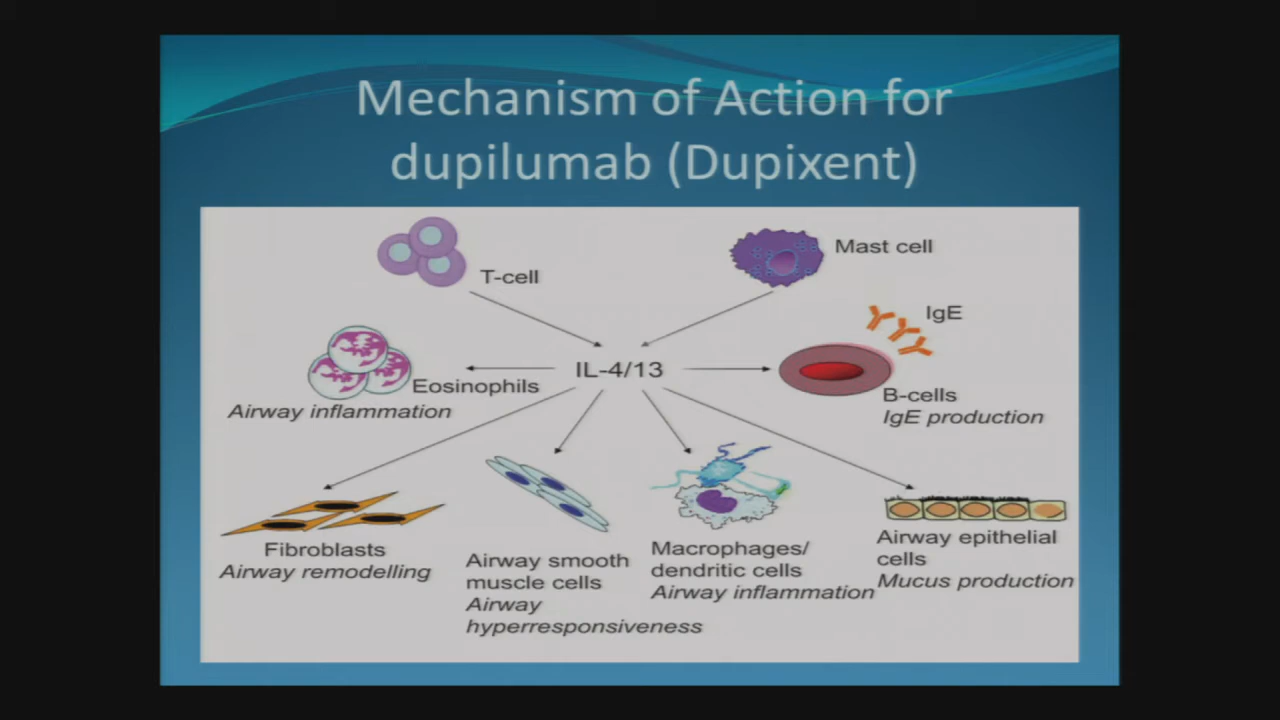 Mechanism of Action for
dupilumab (Dupixent)
T-cell
Mast cell
IgE
IL-4/13
Eosinophils
Airway inflammation
B-cells
IgE production
Fibroblasts
Airway remodelling
Airway smooth
muscle cells
Airway
hyperresponsiveness
Macrophages/
dendritic cells
Airway inflammation
Airway epithelial
cells
Mucus production